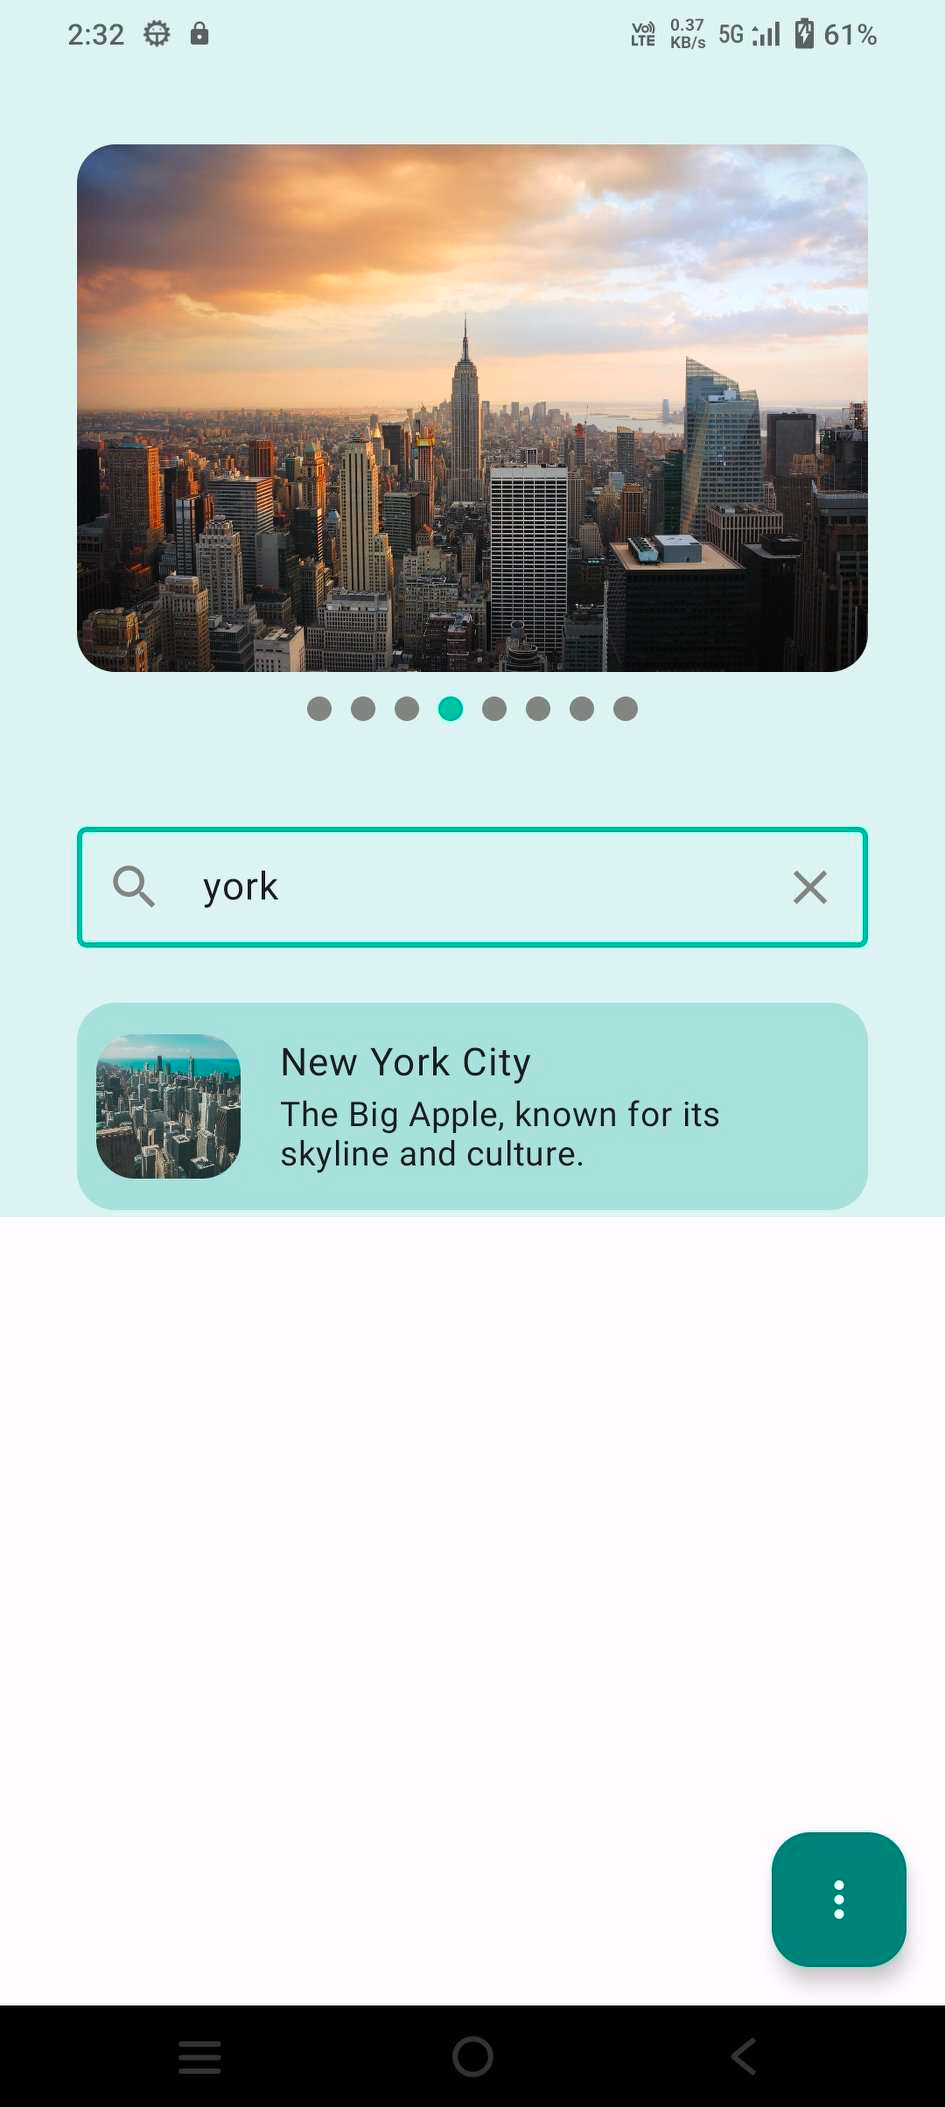 2:32 Vo) LTE 0.37 KB/s 5G 61%
york
New York City
The Big Apple, known for its
skyline and culture.